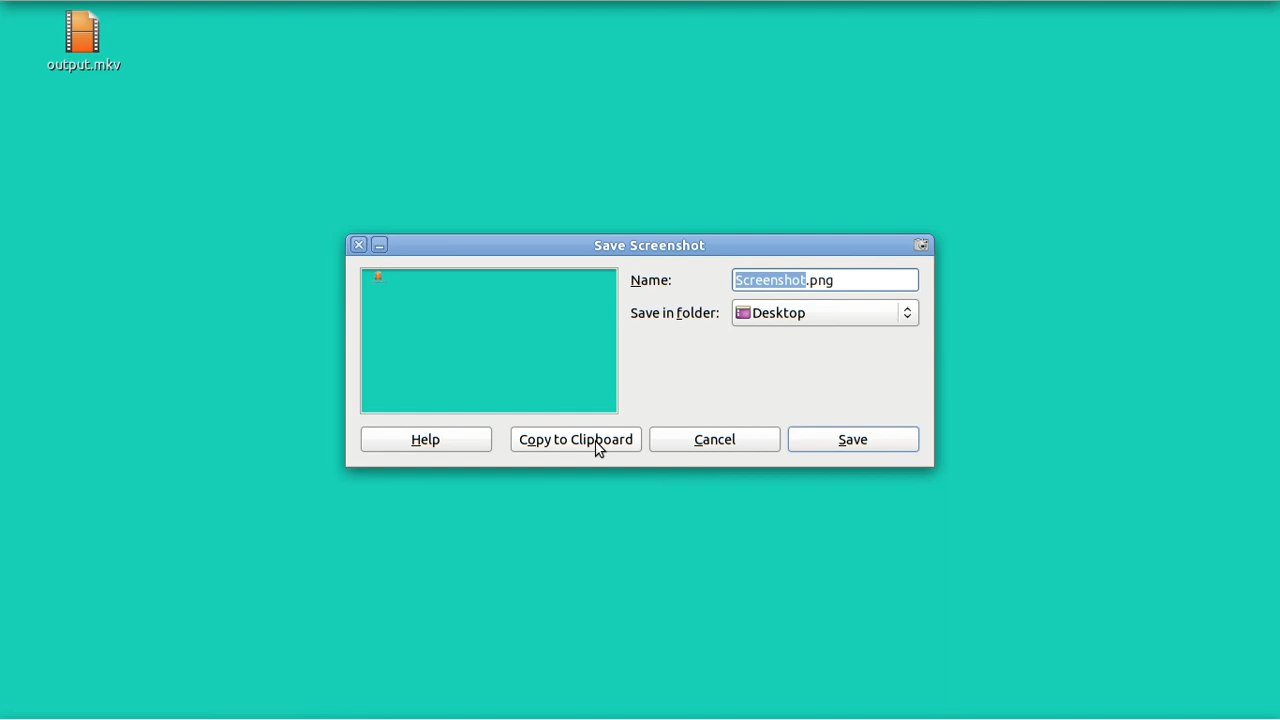 output.mkv
Save Screenshot
Name: Screenshot.png
Save in folder: Desktop
Help Copy to Clipboard Cancel Save